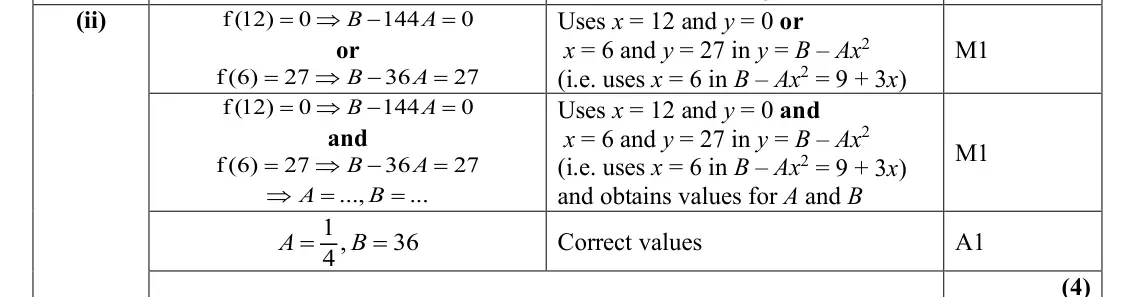 (ii)
f(12) = 0 ⇒ B − 144A = 0
or
f(6) = 27 ⇒ B − 36A = 27
Uses x = 12 and y = 0 or
x = 6 and y = 27 in y = B – Ax²
(i.e. uses x = 6 in B – Ax² = 9 + 3x)
M1
f(12) = 0 ⇒ B − 144A = 0
and
f(6) = 27 ⇒ B − 36A = 27
⇒ A = ..., B = ...
Uses x = 12 and y = 0 and
x = 6 and y = 27 in y = B – Ax²
(i.e. uses x = 6 in B – Ax² = 9 + 3x)
and obtains values for A and B
M1
A = 1/4, B = 36
Correct values
A1
(4)